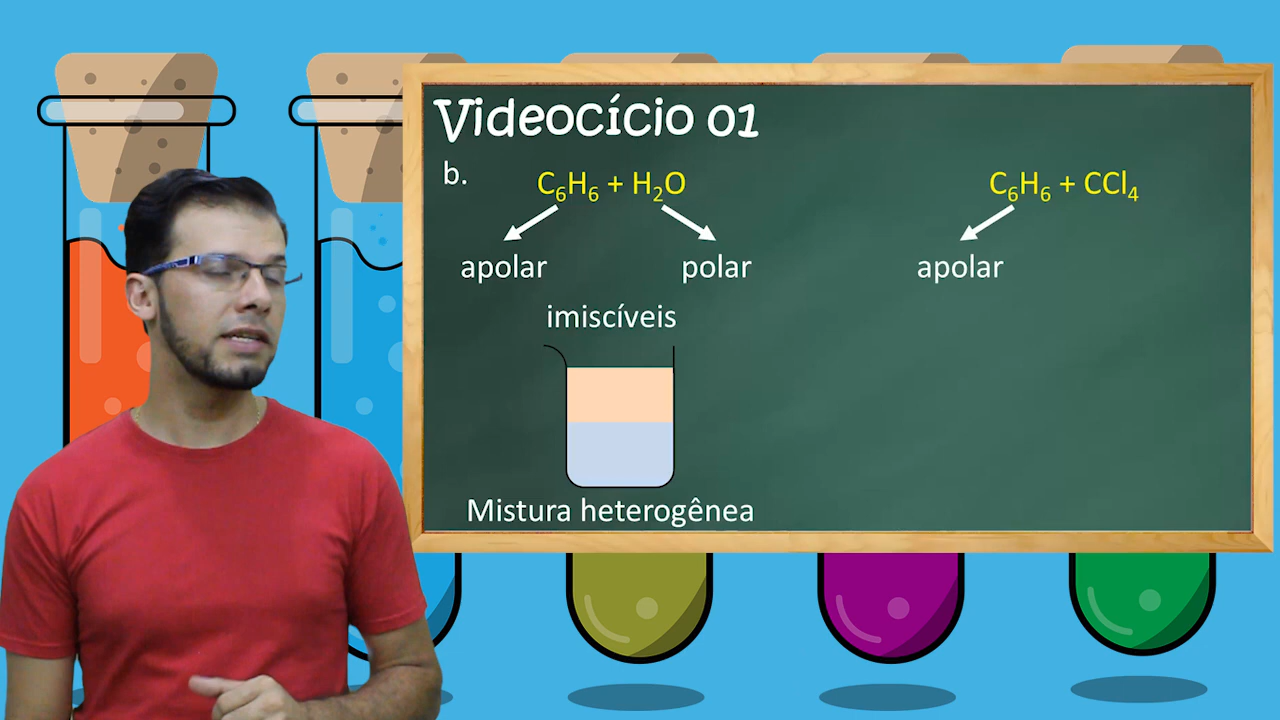 Videocício 01
b.
C₆H₆ + H₂O
C₆H₆ + CCl₄
apolar
polar
apolar
imiscíveis
Mistura heterogênea